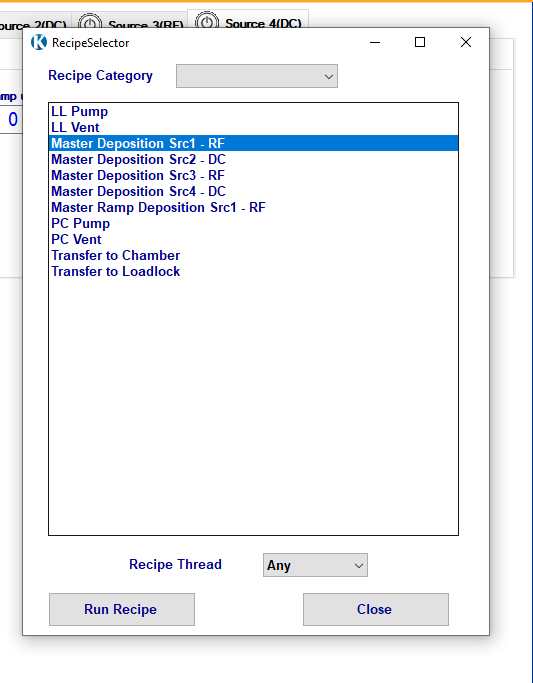 Source 2(DC)
Source 3(RF)
Source 4(DC)
RecipeSelector
Recipe Category
0
LL Pump
LL Vent
Master Deposition Src1 - RF
Master Deposition Src2 - DC
Master Deposition Src3 - RF
Master Deposition Src4 - DC
Master Ramp Deposition Src1 - RF
PC Pump
PC Vent
Transfer to Chamber
Transfer to Loadlock
Recipe Thread
Any
Run Recipe
Close